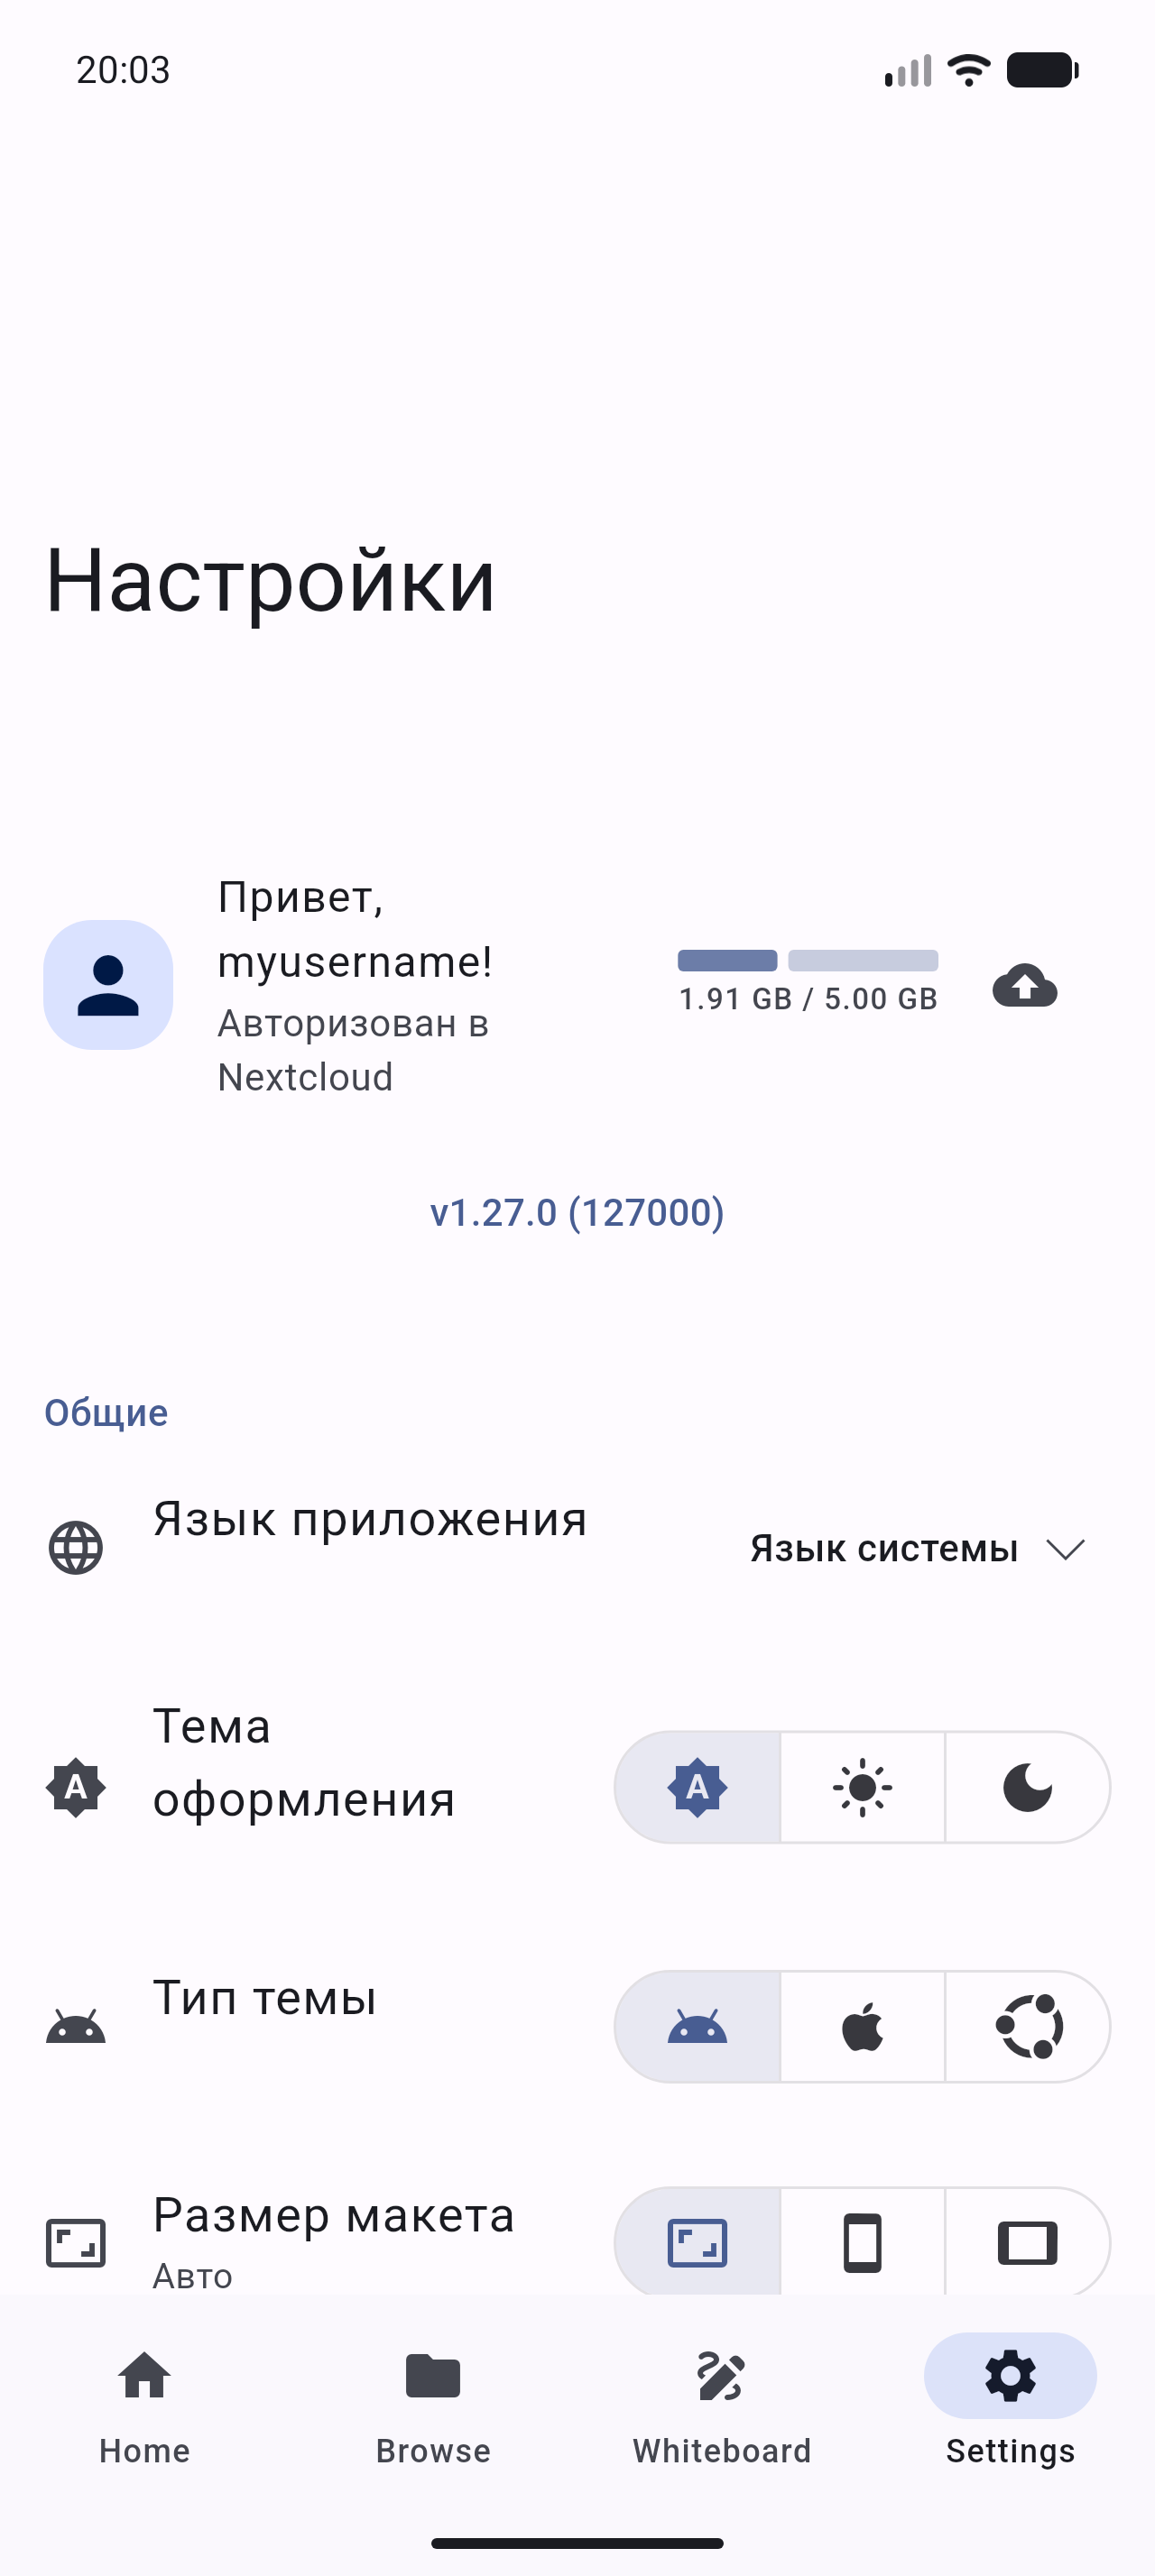 20:03
Настройки
Привет,
myusername!
Авторизован в
Nextcloud
1.91 GB / 5.00 GB
v1.27.0 (127000)
Общие
Язык приложения
Язык системы
Тема
оформления
Тип темы
Размер макета
Авто
Home
Browse
Whiteboard
Settings